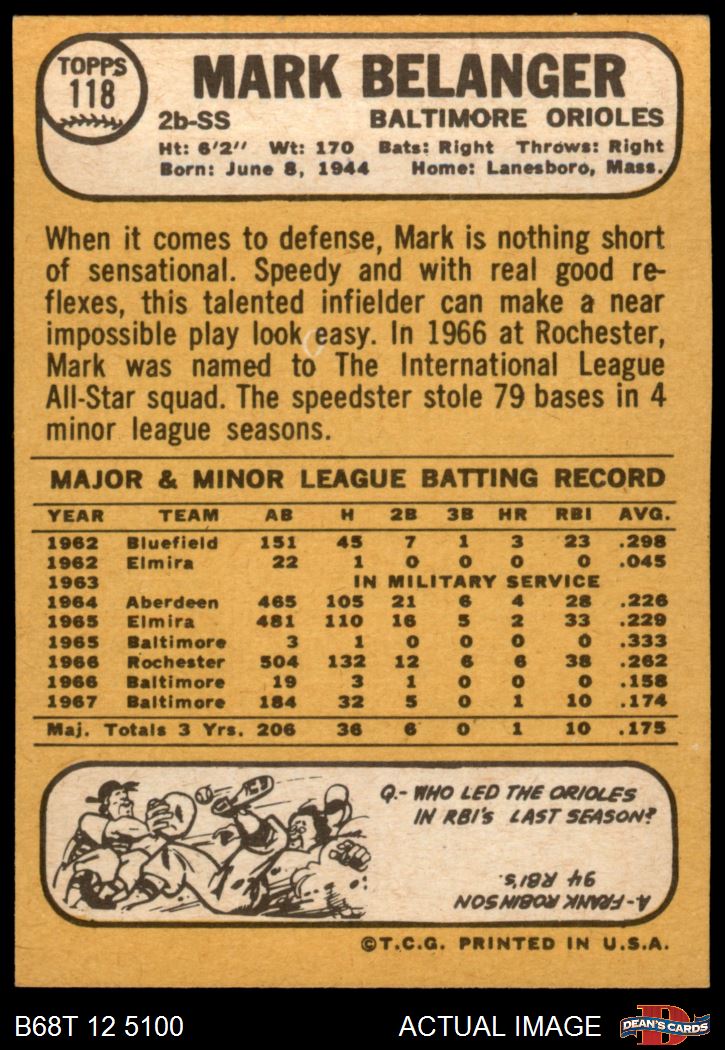 TOPPS
118
MARK BELANGER
2b-SS BALTIMORE ORIOLES
Ht: 6'2" Wt: 170 Bats: Right Throws: Right
Born: June 8, 1944 Home: Lanesboro, Mass.
When it comes to defense, Mark is nothing short
of sensational. Speedy and with real good re-
flexes, this talented infielder can make a near
impossible play look easy. In 1966 at Rochester,
Mark was named to The International League
All-Star squad. The speedster stole 79 bases in 4
minor league seasons.
MAJOR & MINOR LEAGUE BATTING RECORD
YEAR TEAM AB H 2B 3B HR RBI AVG.
1962 Bluefield 151 45 7 1 3 23 .298
1962 Elmira 22 1 0 0 0 0 .045
1963 IN MILITARY SERVICE
1964 Aberdeen 465 105 21 6 4 28 .226
1965 Elmira 481 110 16 5 2 33 .229
1965 Baltimore 3 1 0 0 0 0 .333
1966 Rochester 504 132 12 6 6 38 .262
1966 Baltimore 19 3 1 0 0 0 .158
1967 Baltimore 184 32 5 0 1 10 .174
Maj. Totals 3 Yrs. 206 36 6 0 1 10 .175
Q.- WHO LED THE ORIOLES
IN RBI's LAST SEASON?
A- FRANK ROBINSON
94 RBI'S.
©T.C.G. PRINTED IN U.S.A.
B68T 12 5100 ACTUAL IMAGE
D
DEAN'S CARDS